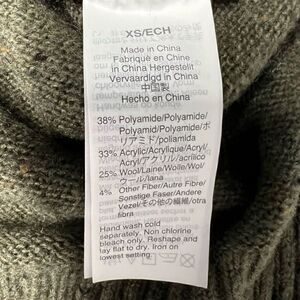 XS/ECH
Made in China
Fabriqué en Chine
in China Hergestellt
Vervaardigd in China
中国製
Hecho en China
38% Polyamide/Polyamide/
Polyamid/Polyamide/ポ
リアミド/poliamida
33% Acrylic/Acrylique/Acryl/
Acryl/アクリル/acrílico
25% Wool/Laine/Wolle/Wol/
ウール/lana
4% Other Fiber/Autre Fibre/
Sonstige Faser/Andere
Vezel/その他の繊維/otra
fibra
Hand wash cold
separately. Non chlorine
bleach only. Reshape and
lay flat to dry. Iron on
lowest setting.